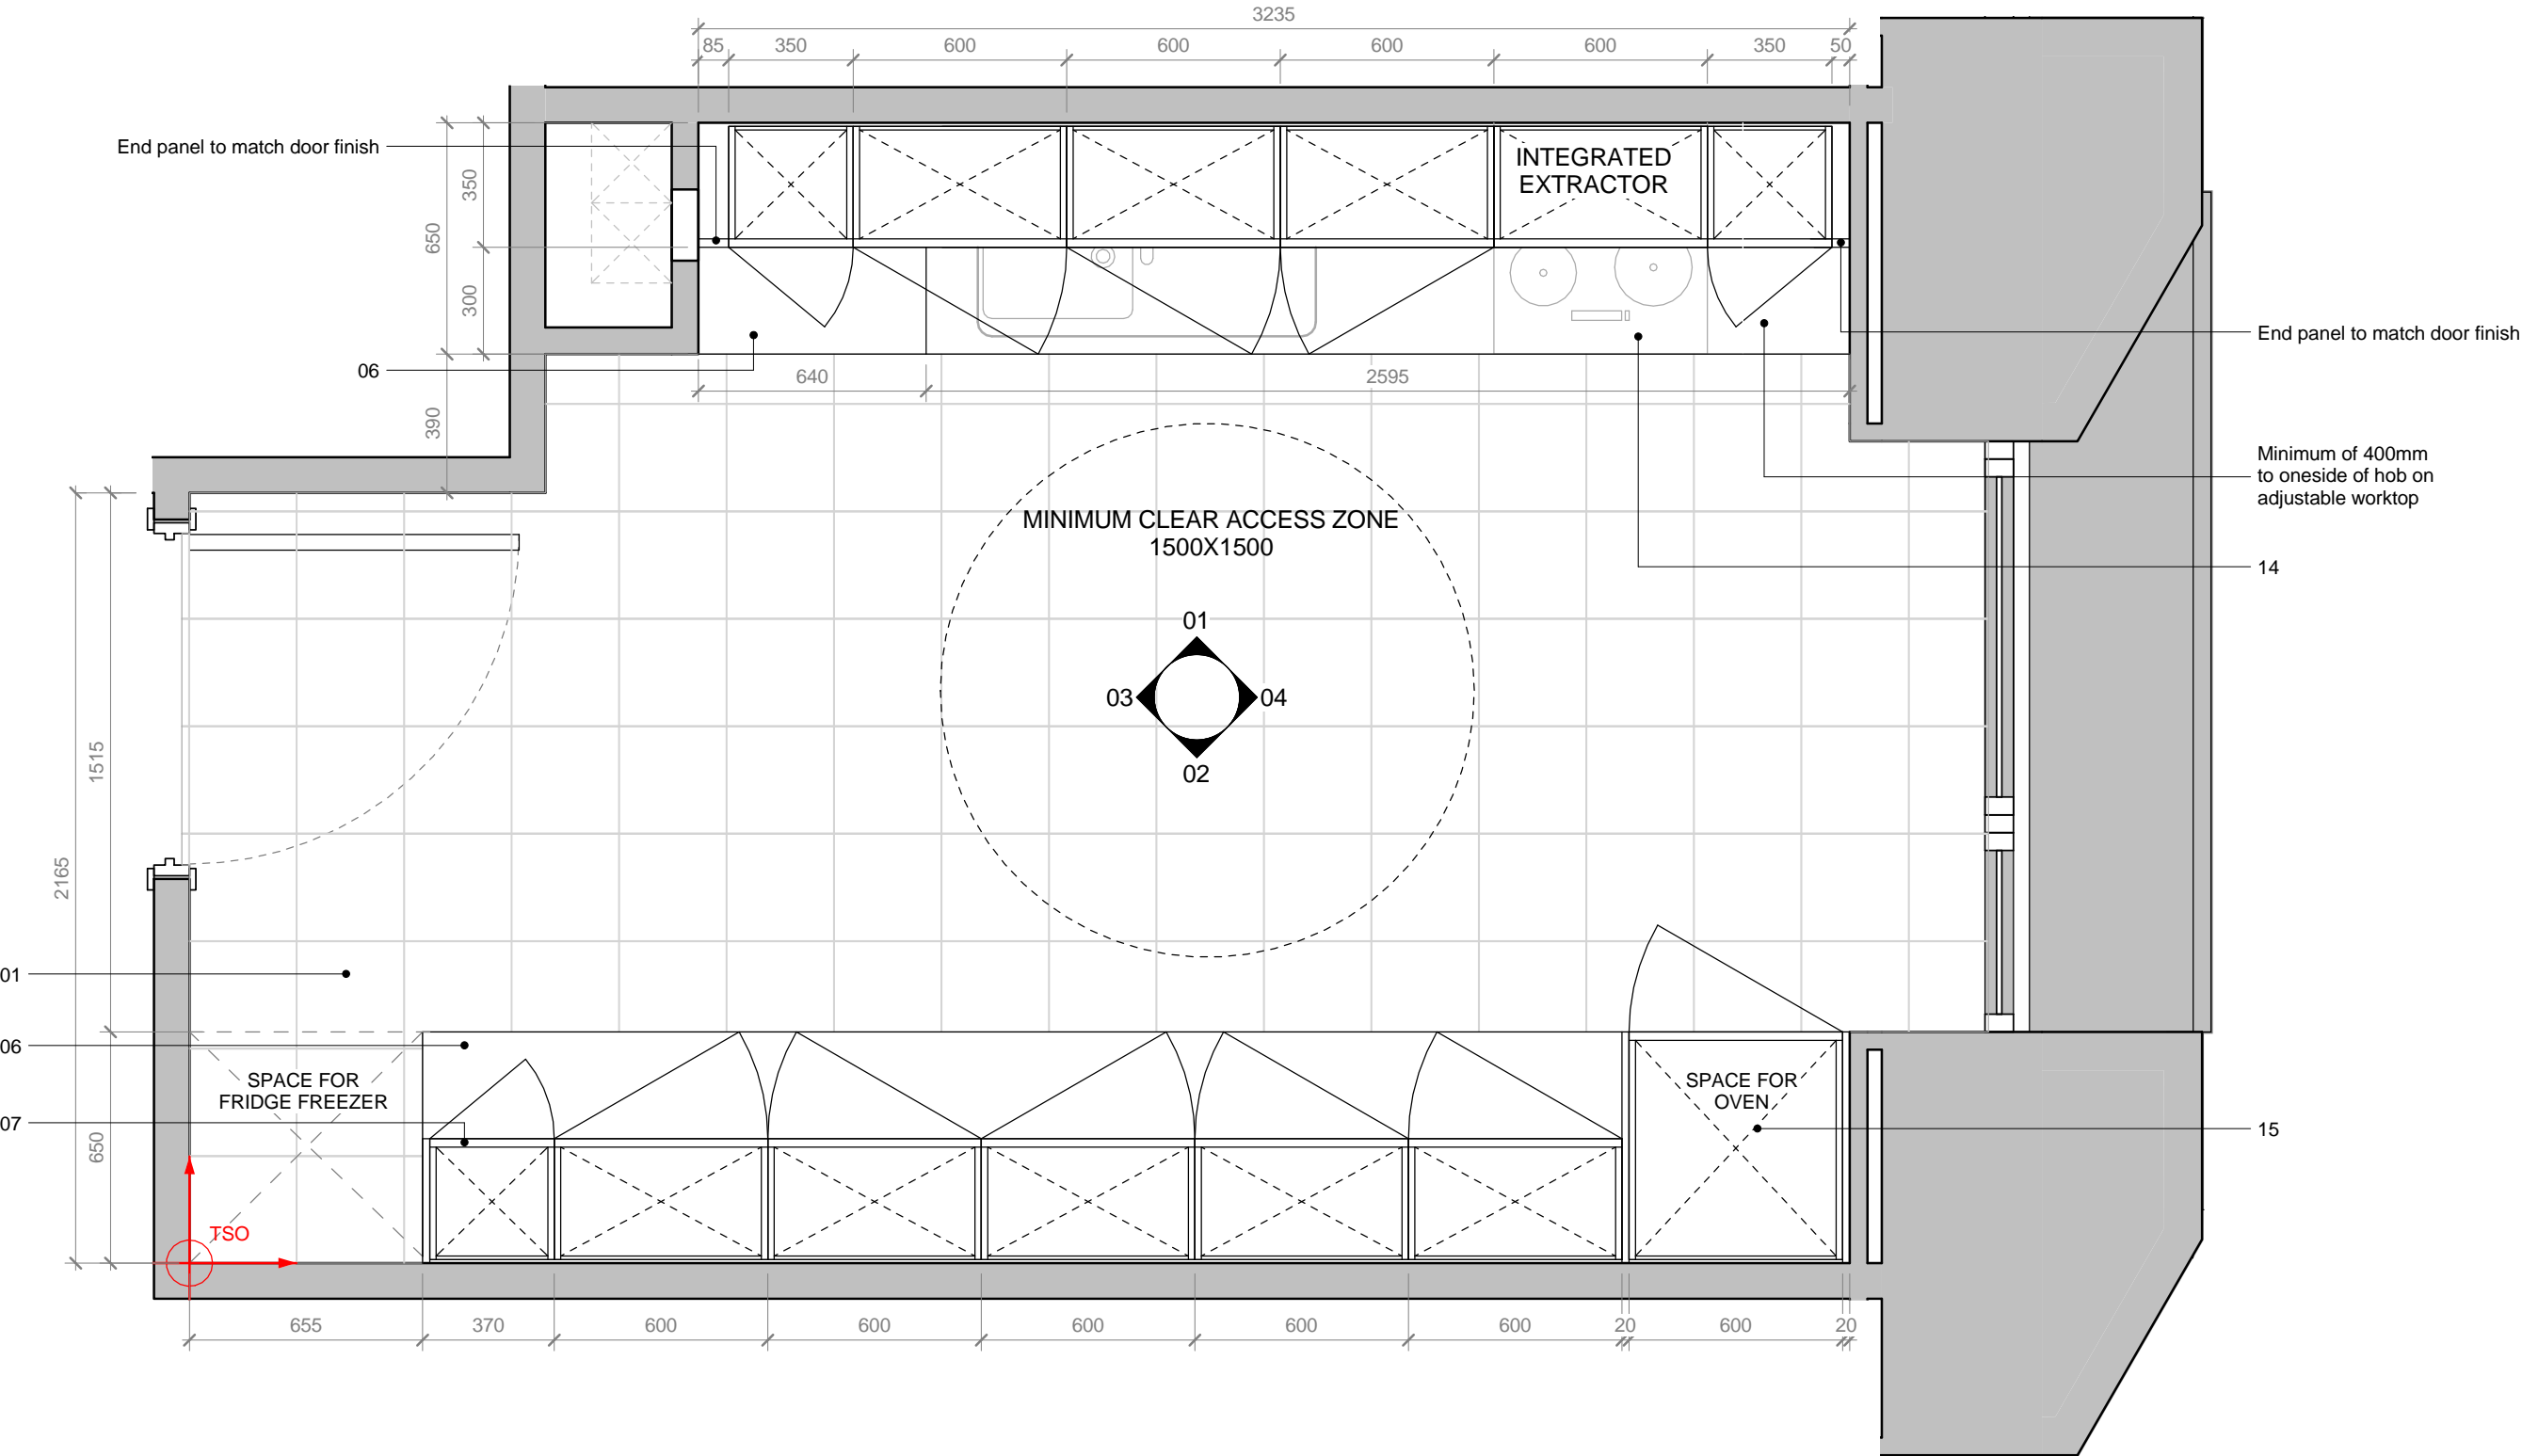 3235
85 350 600 600 600 600 350 50
End panel to match door finish
INTEGRATED
EXTRACTOR
350
650
300
End panel to match door finish
06
640 2595
390
Minimum of 400mm
to oneside of hob on
adjustable worktop
MINIMUM CLEAR ACCESS ZONE
1500X1500
14
01
03 04
02
1515
2165
01
06
SPACE FOR
FRIDGE FREEZER
SPACE FOR
OVEN
07
15
650
TSO
655 370 600 600 600 600 600 20 600 20